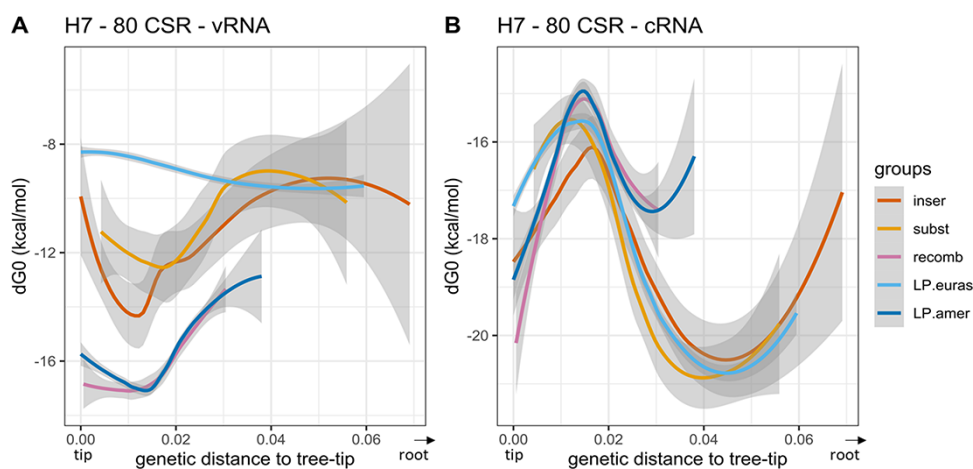 A H7 - 80 CSR - vRNA
dG0 (kcal/mol)
-8
-12
-16
0.00 0.02 0.04 0.06
tip genetic distance to tree-tip root
B H7 - 80 CSR - cRNA
dG0 (kcal/mol)
-16
-18
-20
0.00 0.02 0.04 0.06
tip genetic distance to tree-tip root
groups
inser
subst
recomb
LP.euras
LP.amer